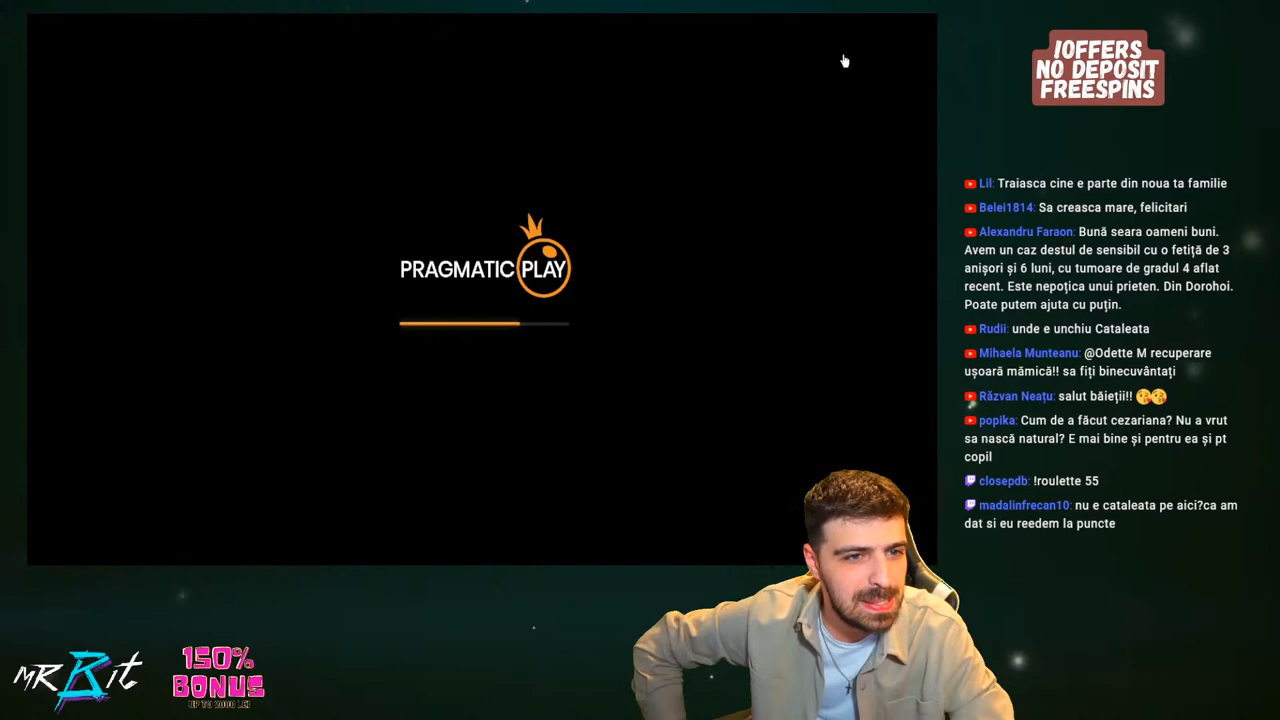 !OFFERS
NO DEPOSIT
FREESPINS
PRAGMATIC PLAY
Lil: Traiasca cine e parte din noua ta familie
Belei1814: Sa creasca mare, felicitari
Alexandru Faraon: Bună seara oameni buni.
Avem un caz destul de sensibil cu o fetiță de 3
anișori și 6 luni, cu tumoare de gradul 4 aflat
recent. Este nepoțica unui prieten. Din Dorohoi.
Poate putem ajuta cu puțin.
Rudii: unde e unchiu Cataleata
Mihaela Munteanu: @Odette M recuperare
ușoară mămică!! sa fiți binecuvântați
Răzvan Neațu: salut băieții!!
popika: Cum de a făcut cezariana? Nu a vrut
sa nască natural? E mai bine și pentru ea și pt
copil
closepdb: !roulette 55
madalinfrecan10: nu e cataleata pe aici?ca am
dat si eu reedem la puncte
MR Bit
150%
BONUS
UP TO 2000 LEI